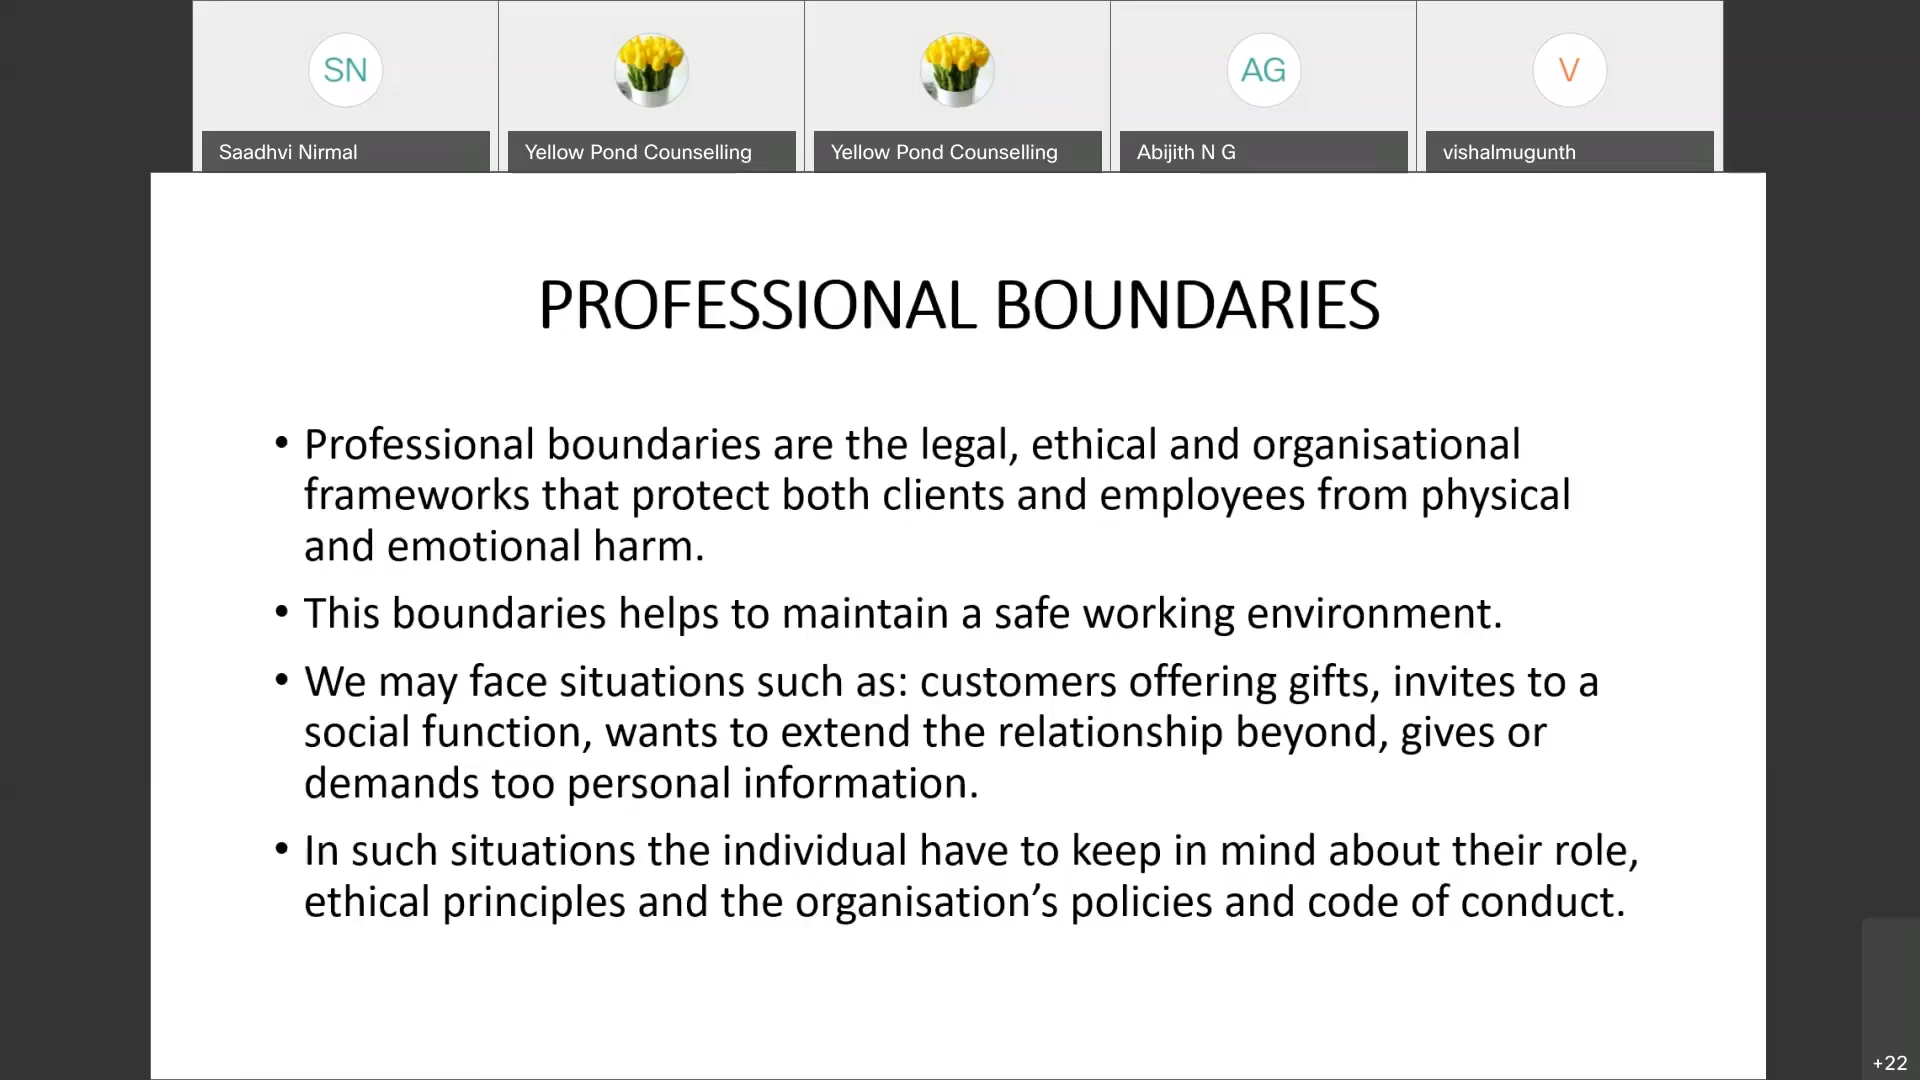 SN
AG
V
Saadhvi Nirmal
Yellow Pond Counselling
Yellow Pond Counselling
Abijith N G
vishalmugunth
PROFESSIONAL BOUNDARIES
• Professional boundaries are the legal, ethical and organisational
frameworks that protect both clients and employees from physical
and emotional harm.
• This boundaries helps to maintain a safe working environment.
• We may face situations such as: customers offering gifts, invites to a
social function, wants to extend the relationship beyond, gives or
demands too personal information.
• In such situations the individual have to keep in mind about their role,
ethical principles and the organisation’s policies and code of conduct.
+22